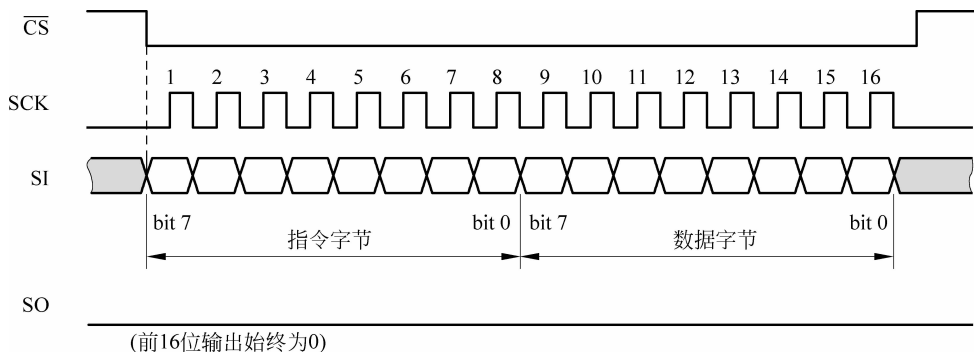 CS
1 2 3 4 5 6 7 8 9 10 11 12 13 14 15 16
SCK
SI
bit 7 bit 0 bit 7 bit 0
指令字节 数据字节
SO
(前16位输出始终为0)